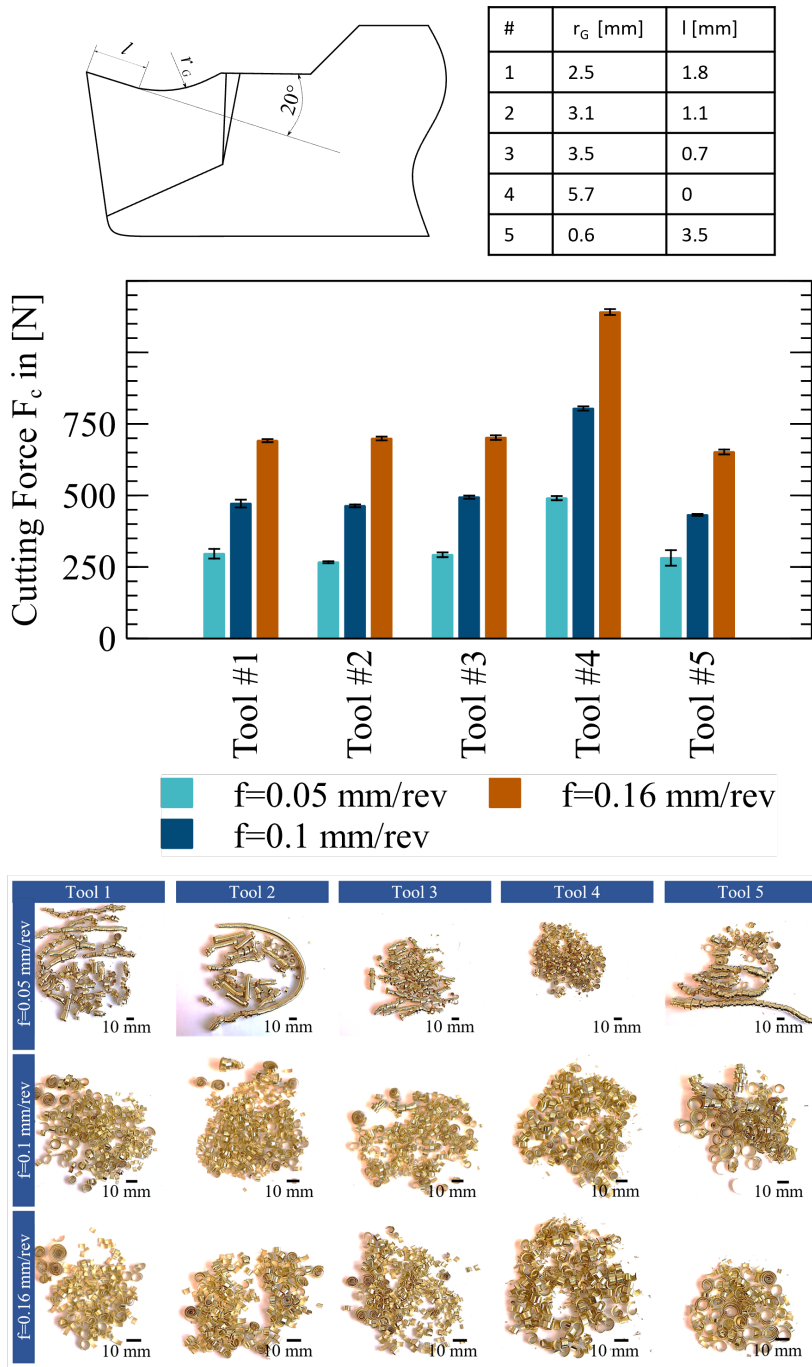 l
r G
20°
# r_G [mm] l [mm]
1 2.5 1.8
2 3.1 1.1
3 3.5 0.7
4 5.7 0
5 0.6 3.5
Cutting Force F_c in [N]
750
500
250
0
Tool #1
Tool #2
Tool #3
Tool #4
Tool #5
f=0.05 mm/rev f=0.16 mm/rev
f=0.1 mm/rev
Tool 1 Tool 2 Tool 3 Tool 4 Tool 5
f=0.05 mm/rev
10 mm 10 mm 10 mm 10 mm 10 mm
f=0.1 mm/rev
10 mm 10 mm 10 mm 10 mm 10 mm
f=0.16 mm/rev
10 mm 10 mm 10 mm 10 mm 10 mm